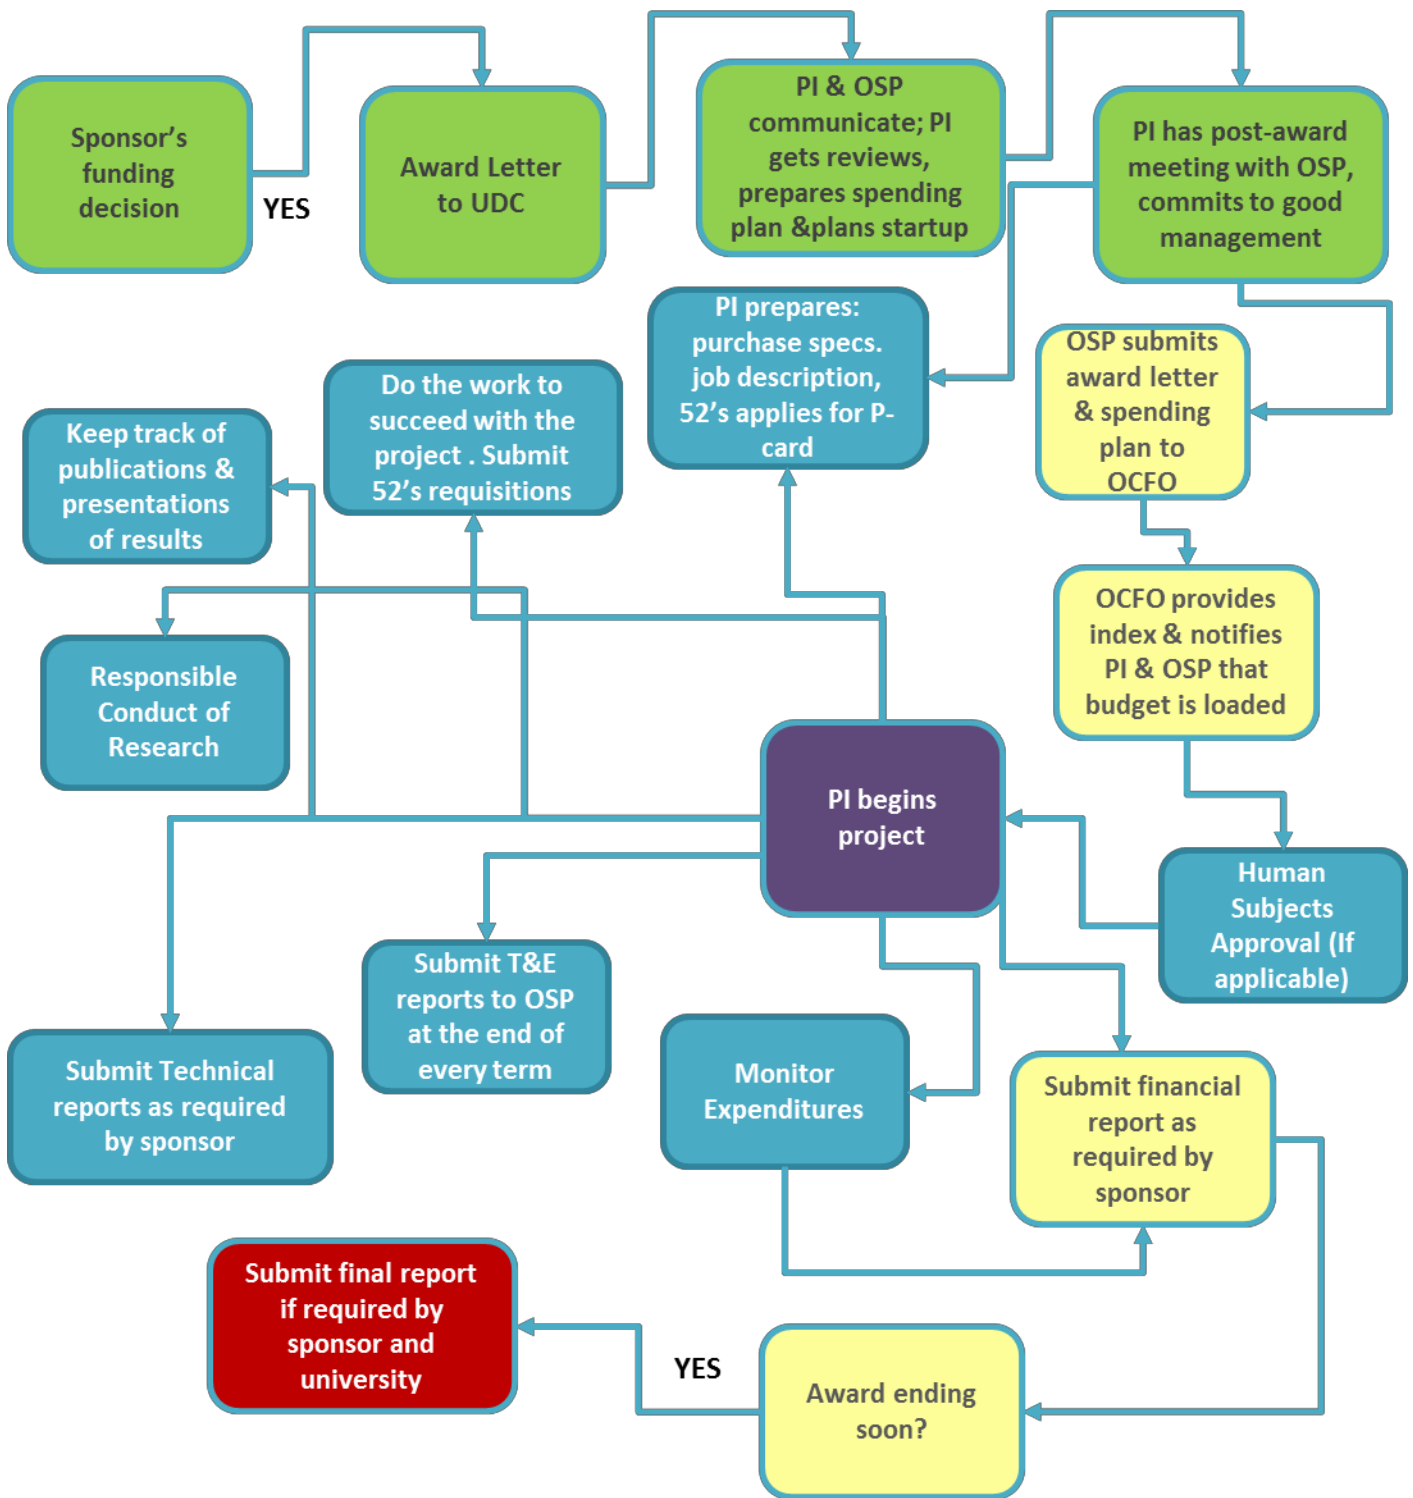 Sponsor's
funding
decision
YES
Award Letter
to UDC
PI & OSP
communicate; PI
gets reviews,
prepares spending
plan &plans startup
PI has post-award
meeting with OSP,
commits to good
management
PI prepares:
purchase specs.
job description,
52's applies for P-
card
OSP submits
award letter
& spending
plan to
OCFO
Do the work to
succeed with the
project . Submit
52's requisitions
Keep track of
publications &
presentations
of results
OCFO provides
index & notifies
PI & OSP that
budget is loaded
Responsible
Conduct of
Research
PI begins
project
Human
Subjects
Approval (If
applicable)
Submit T&E
reports to OSP
at the end of
every term
Submit Technical
reports as required
by sponsor
Monitor
Expenditures
Submit financial
report as
required by
sponsor
Submit final report
if required by
sponsor and
university
YES
Award ending
soon?